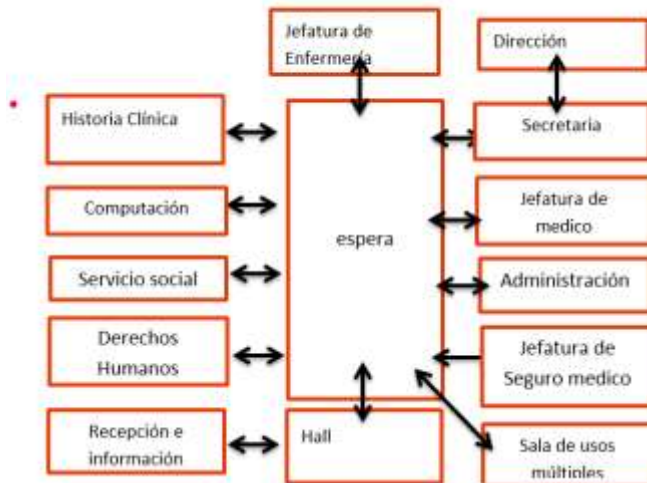 Jefatura de
Enfermería
Dirección
Historia Clínica
Secretaria
Computación
Jefatura de
medico
espera
Servicio social
Administración
Derechos
Humanos
Jefatura de
Seguro medico
Recepción e
información
Hall
Sala de usos
múltiples